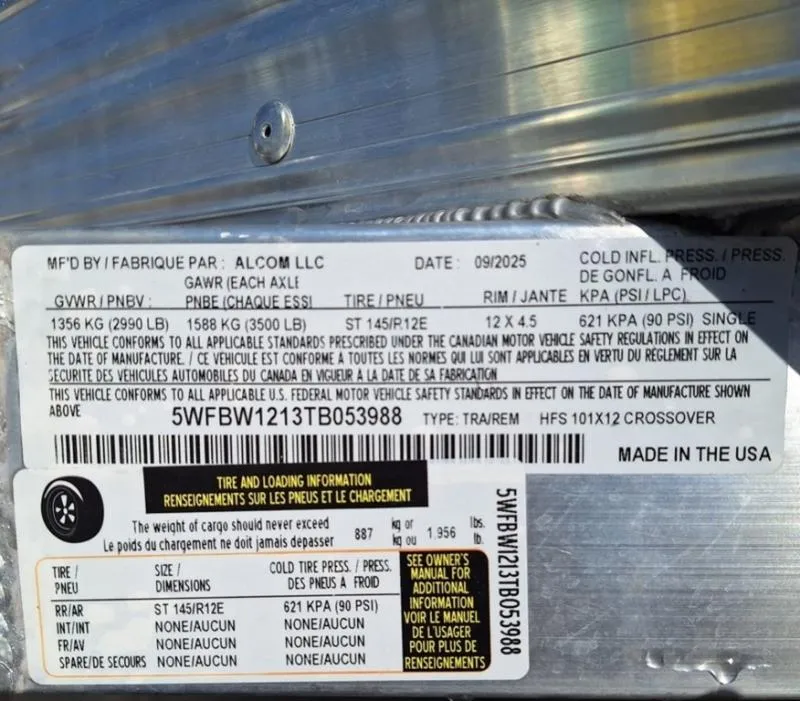 MF'D BY / FABRIQUE PAR : ALCOM LLC DATE : 09/2025 COLD INFL. PRESS. / PRESS.
DE GONFL. A FROID
GAWR (EACH AXLE
GVWR / PNBV : PNBE (CHAQUE ESSI TIRE / PNEU RIM / JANTE KPA (PSI / LPC)
1356 KG (2990 LB) 1588 KG (3500 LB) ST 145/R12E 12 X 4.5 621 KPA (90 PSI) SINGLE
THIS VEHICLE CONFORMS TO ALL APPLICABLE STANDARDS PRESCRIBED UNDER THE CANADIAN MOTOR VEHICLE SAFETY REGULATIONS IN EFFECT ON
THE DATE OF MANUFACTURE. / CE VEHICULE EST CONFORME A TOUTES LES NORMES QUI LUI SONT APPLICABLES EN VERTU DU RÈGLEMENT SUR LA
SECURITE DES VEHICULES AUTOMOBILES DU CANADA EN VIGUEUR À LA DATE DE SA FABRICATION
THIS VEHICLE CONFORMS TO ALL APPLICABLE U.S. FEDERAL MOTOR VEHICLE SAFETY STANDARDS IN EFFECT ON THE DATE OF MANUFACTURE SHOWN
ABOVE 5WFBW1213TB053988 TYPE: TRA/REM HFS 101X12 CROSSOVER
MADE IN THE USA
TIRE AND LOADING INFORMATION
RENSEIGNEMENTS SUR LES PNEUS ET LE CHARGEMENT
The weight of cargo should never exceed 887 kg or 1,956 lbs.
Le poids du chargement ne doit jamais depasser kg ou lb.
TIRE / SIZE / COLD TIRE PRESS. / PRESS.
PNEU DIMENSIONS DES PNEUS A FROID
RR/AR ST 145/R12E 621 KPA (90 PSI)
INT/INT NONE/AUCUN NONE/AUCUN
FR/AV NONE/AUCUN NONE/AUCUN
SPARE/DE SECOURS NONE/AUCUN NONE/AUCUN
SEE OWNER'S
MANUAL FOR
ADDITIONAL
INFORMATION
VOIR LE MANUEL
DE L'USAGER
POUR PLUS DE
RENSEIGNEMENTS
5WFBW1213TB053988